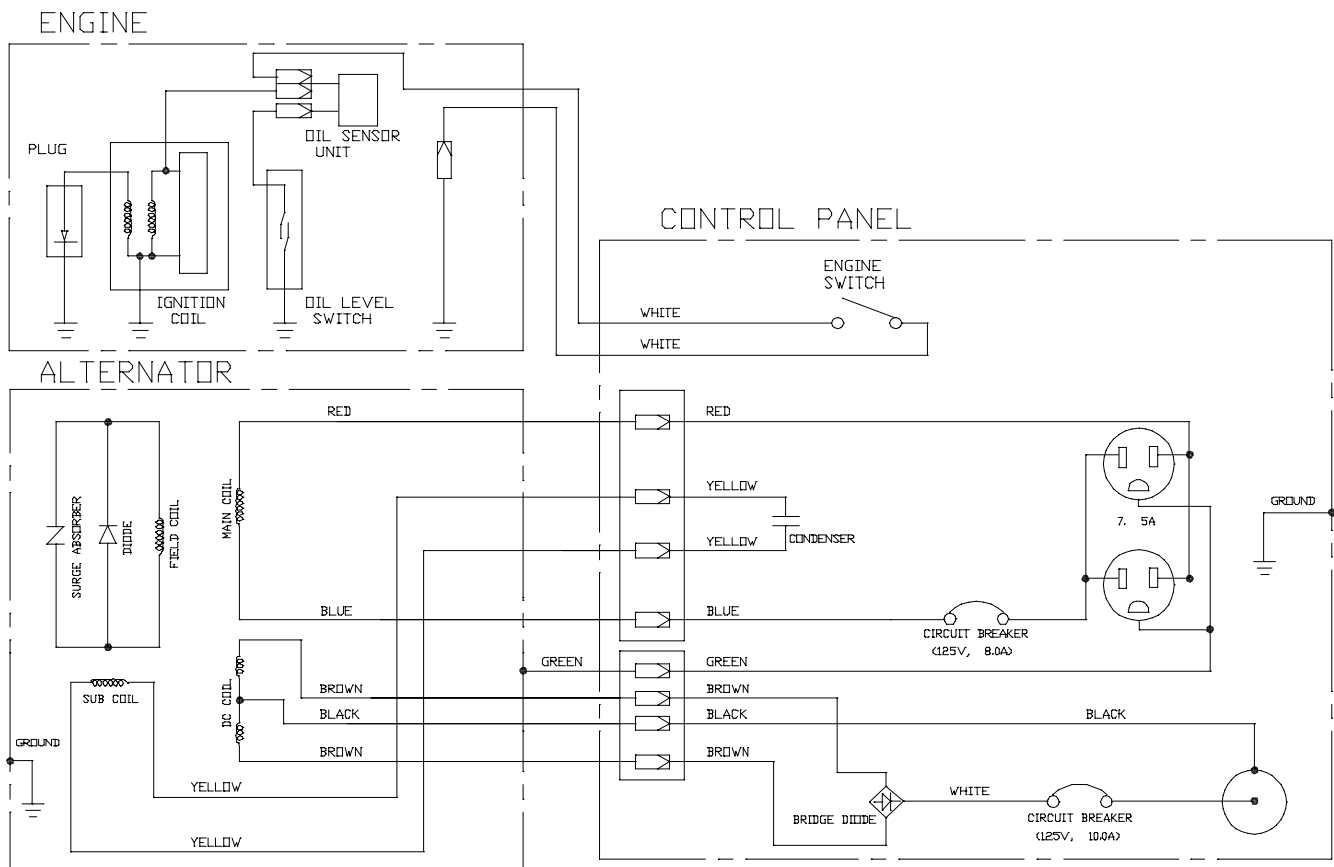 ENGINE
OIL SENSOR
UNIT
PLUG
IGNITION
COIL
OIL LEVEL
SWITCH
CONTROL PANEL
ENGINE
SWITCH
WHITE
WHITE
ALTERNATOR
RED
RED
SURGE ABSORBER
DIODE
FIELD COIL
MAIN COIL
YELLOW
YELLOW
CONDENSER
7. 5A
GROUND
BLUE
BLUE
CIRCUIT BREAKER
(125V, 8.0A)
GREEN
GREEN
SUB COIL
DC COIL
BROWN
BROWN
BLACK
BLACK
BLACK
GROUND
BROWN
BROWN
YELLOW
WHITE
BRIDGE DIODE
CIRCUIT BREAKER
(125V, 10.0A)
YELLOW